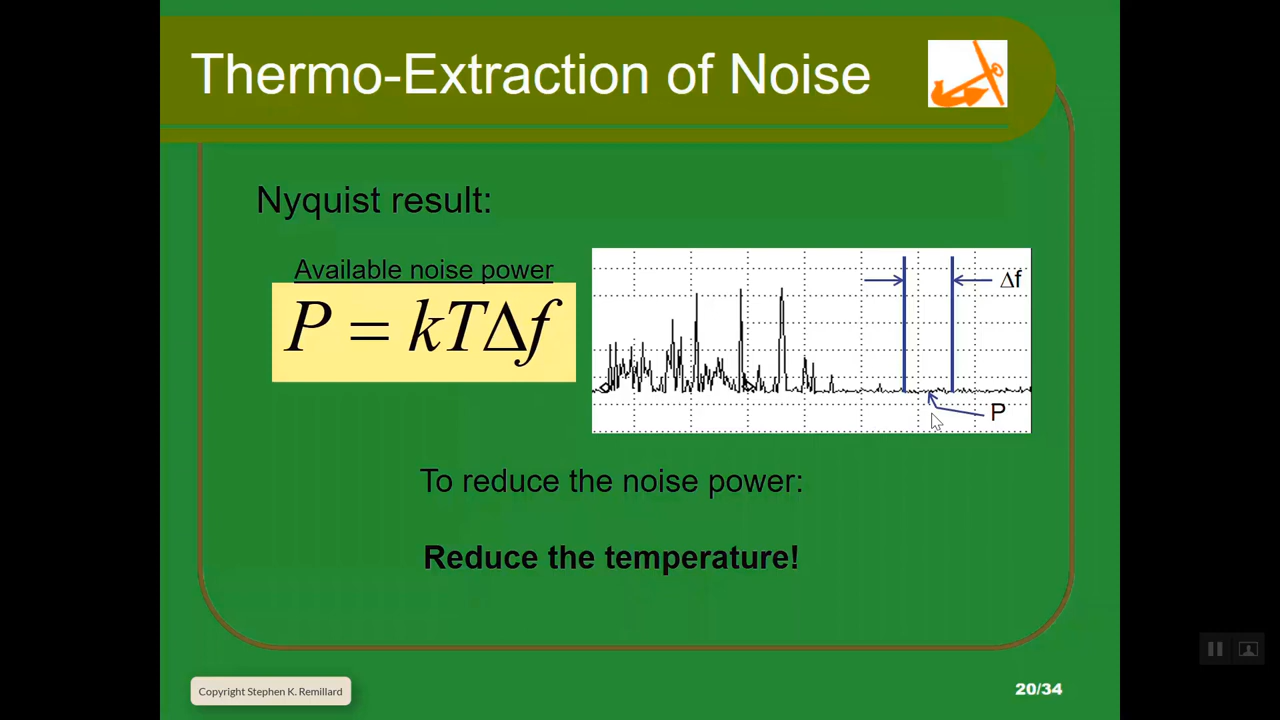 Thermo-Extraction of Noise
Nyquist result:
Available noise power
P = kTΔf
Δf
P
To reduce the noise power:
Reduce the temperature!
Copyright Stephen K. Remillard
20/34